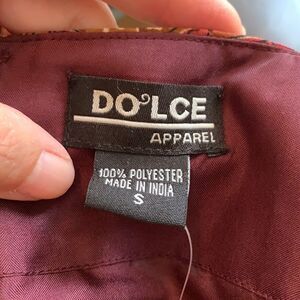 DO'LCE
APPAREL
100% POLYESTER
MADE IN INDIA
S